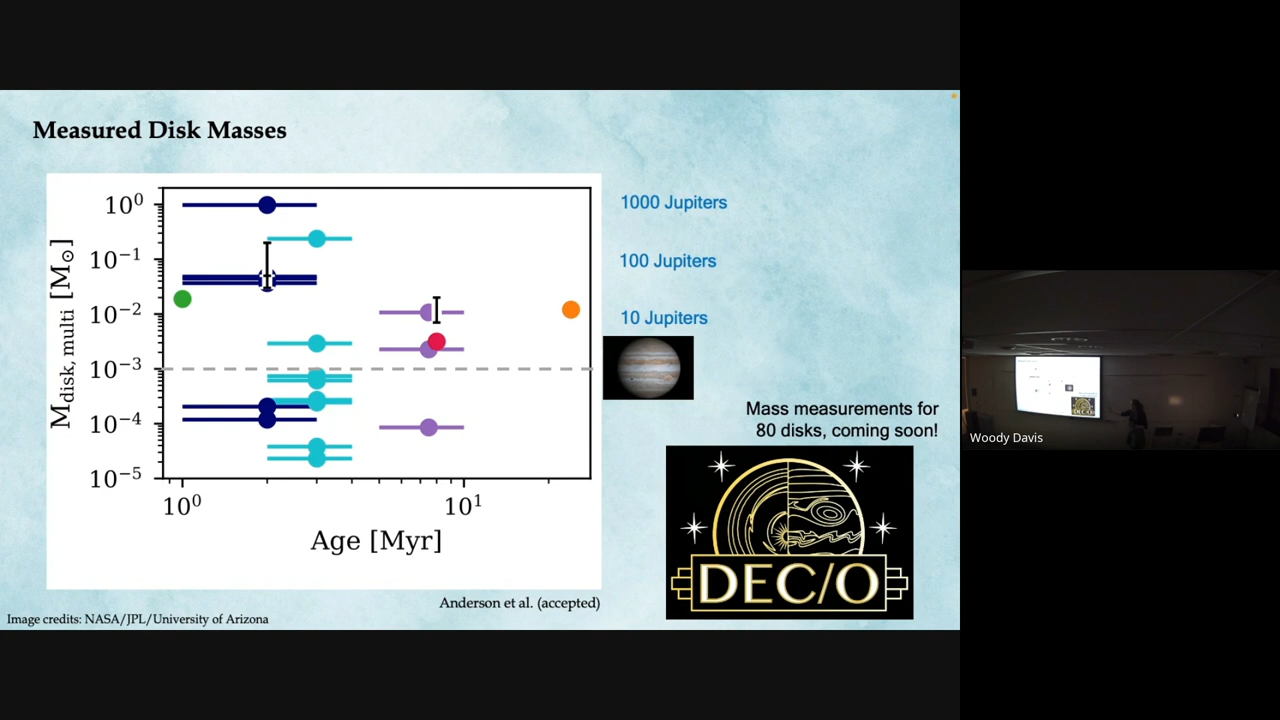 Measured Disk Masses
M_disk, multi [M_⊙]
10⁰
10⁻¹
10⁻²
10⁻³
10⁻⁴
10⁻⁵
10⁰
10¹
Age [Myr]
1000 Jupiters
100 Jupiters
10 Jupiters
Mass measurements for
80 disks, coming soon!
DEC/O
Anderson et al. (accepted)
Image credits: NASA/JPL/University of Arizona
Woody Davis